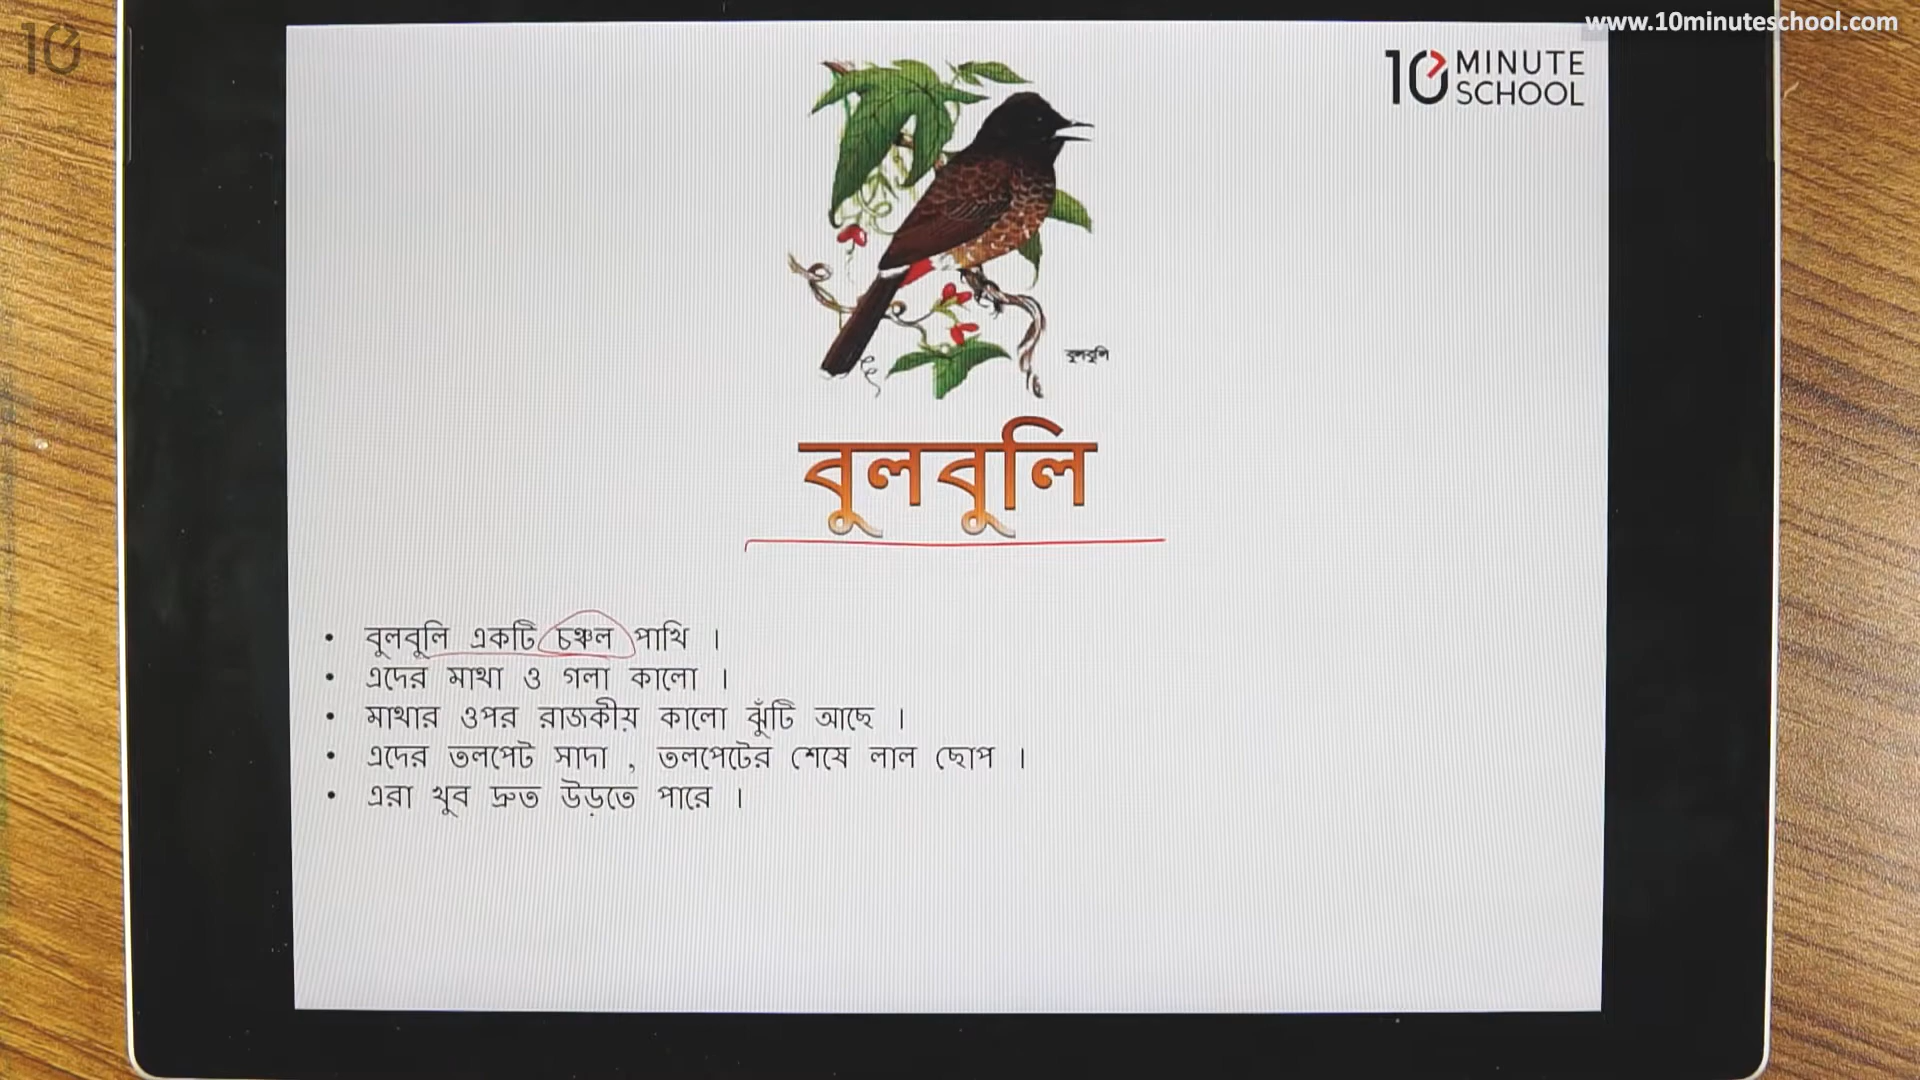 www.10minuteschool.com
10
10 MINUTE
SCHOOL
বুলবুলি
বুলবুলি
• বুলবুলি একটি চঞ্চল পাখি ।
• এদের মাথা ও গলা কালো ।
• মাথার ওপর রাজকীয় কালো ঝুঁটি আছে ।
• এদের তলপেট সাদা , তলপেটের শেষে লাল ছোপ ।
• এরা খুব দ্রুত উড়তে পারে ।